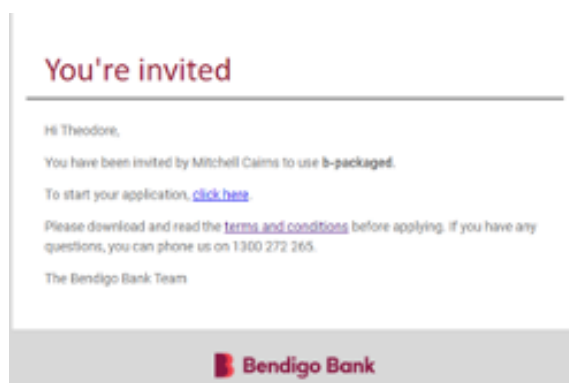 You're invited
Hi Theodore,
You have been invited by Mitchell Cairns to use b-packaged.
To start your application, click here.
Please download and read the terms and conditions before applying. If you have any
questions, you can phone us on 1300 272 265.
The Bendigo Bank Team
Bendigo Bank